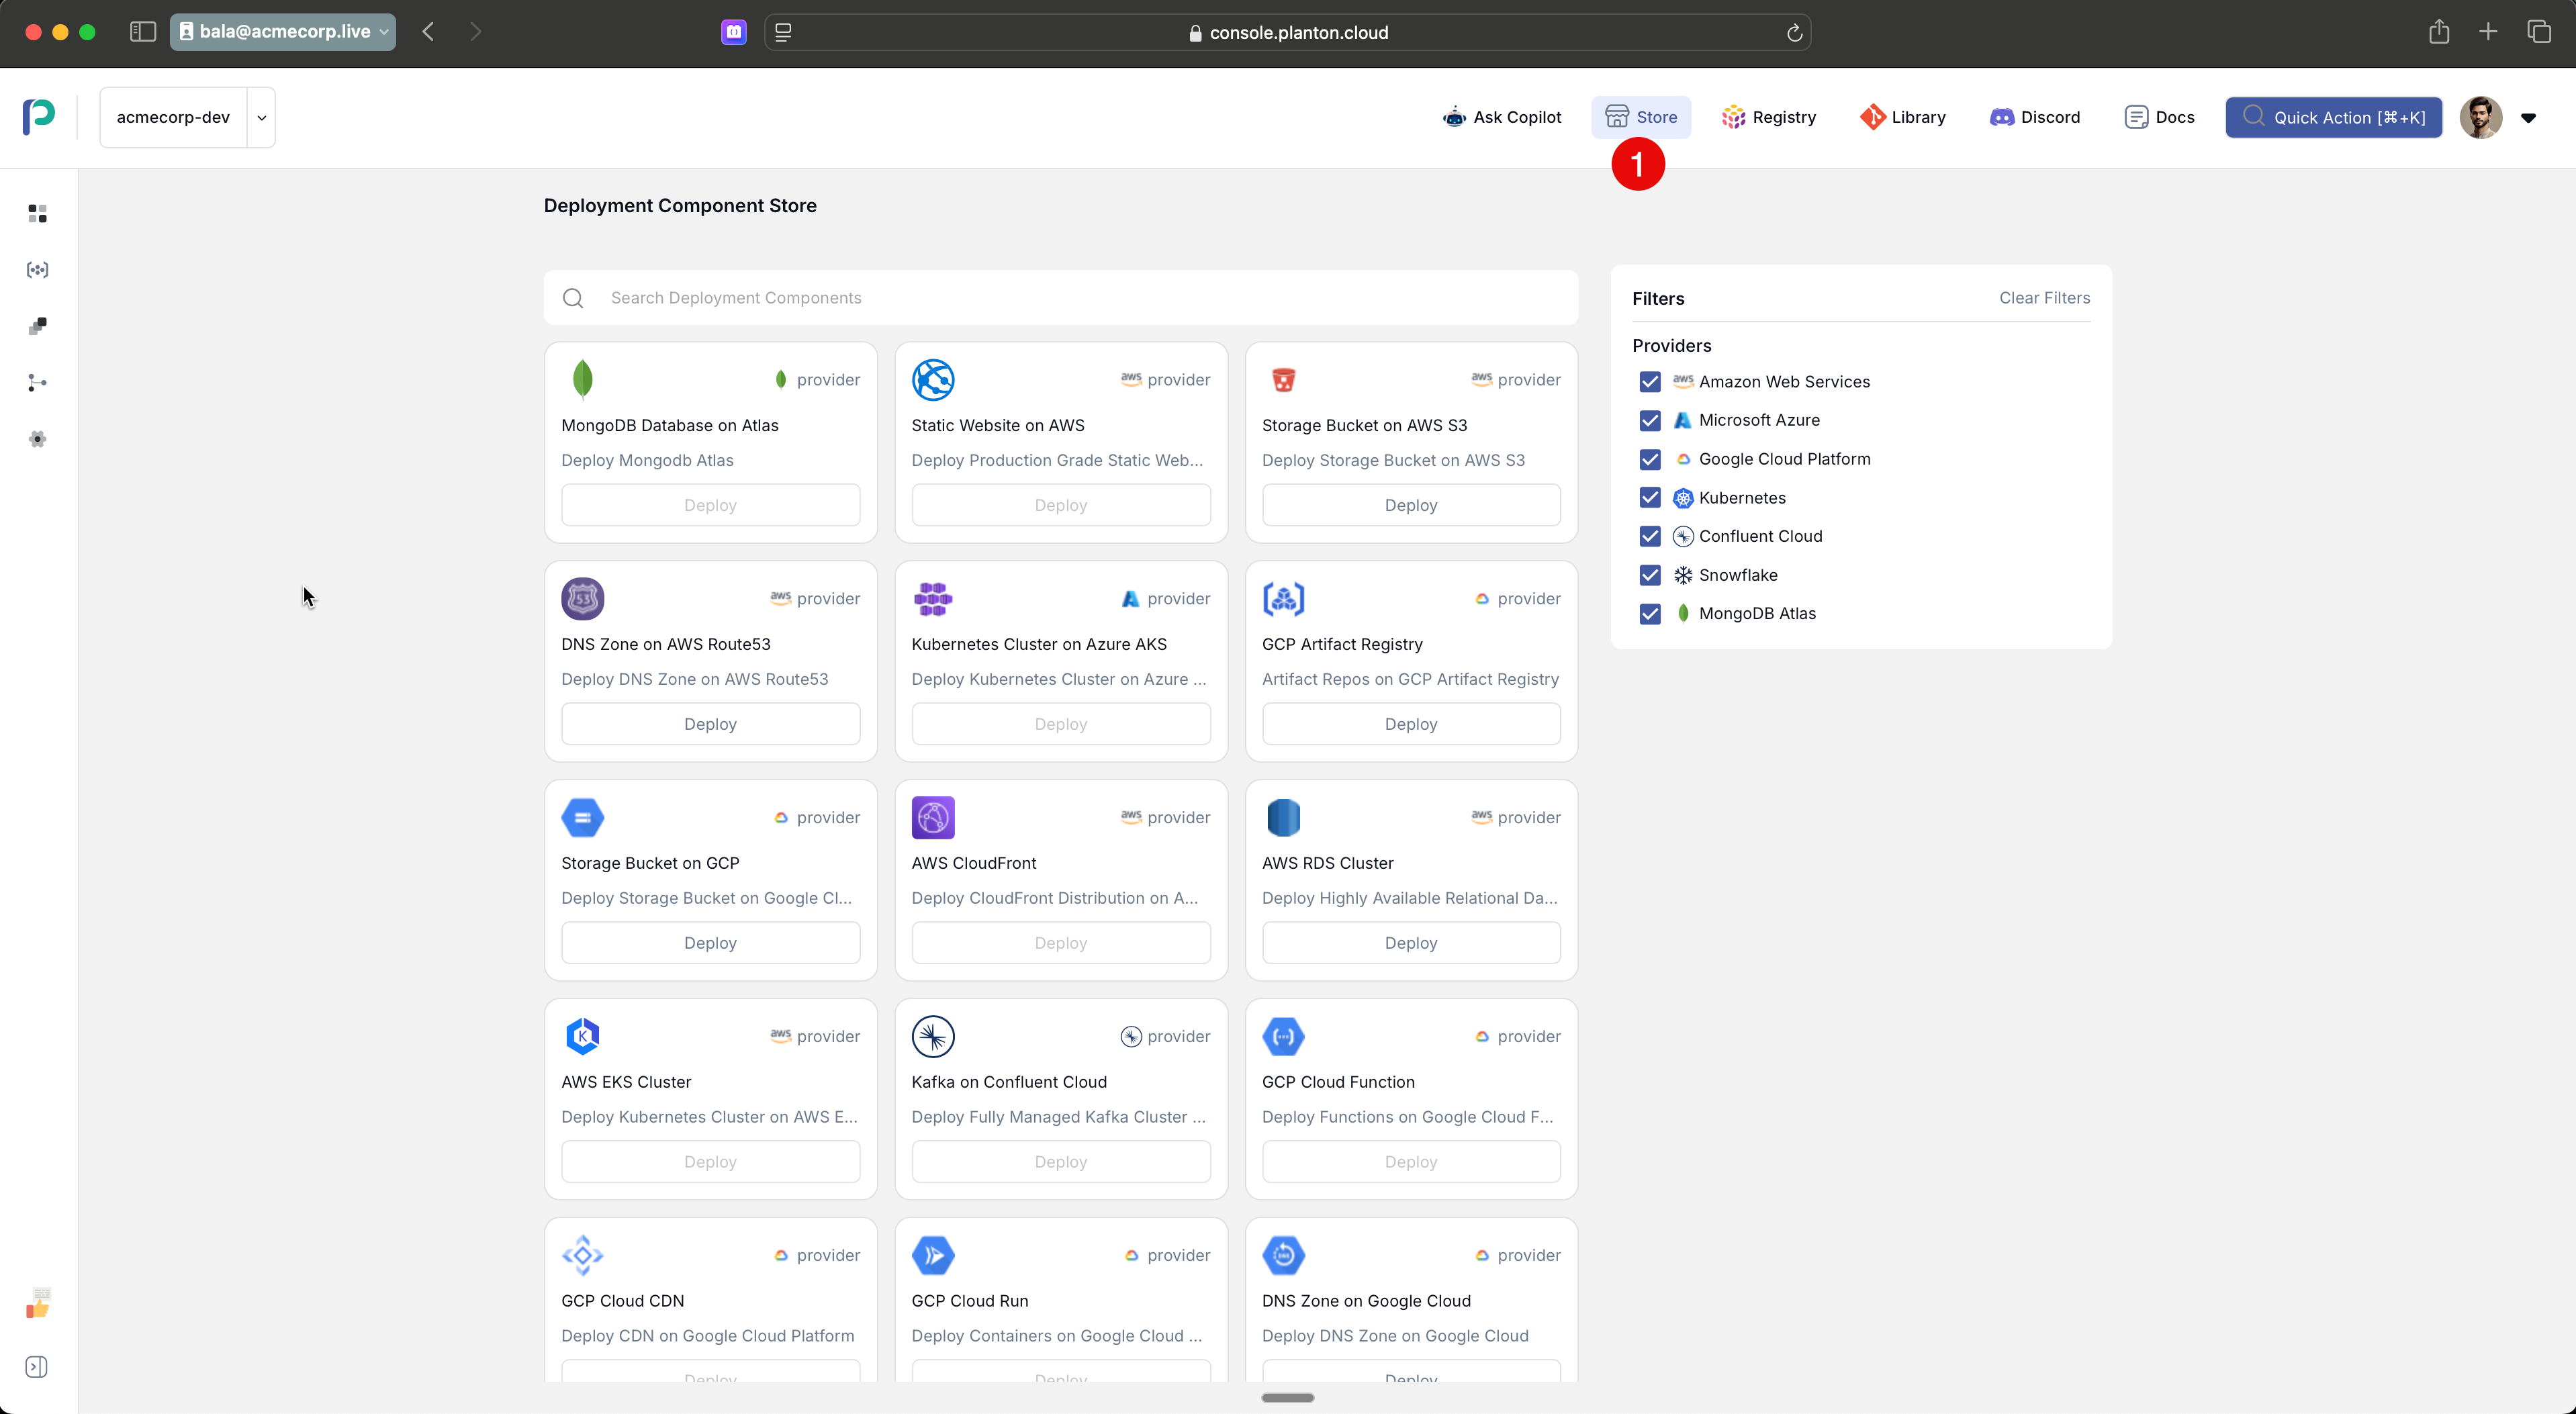 bala@acmecorp.live
console.planton.cloud
acmecorp-dev
Ask Copilot
Store
Registry
Library
Discord
Docs
Quick Action [⌘+K]
1
Deployment Component Store
Search Deployment Components
Filters
Clear Filters
Providers
aws Amazon Web Services
Microsoft Azure
Google Cloud Platform
Kubernetes
Confluent Cloud
Snowflake
MongoDB Atlas
provider
MongoDB Database on Atlas
Deploy Mongodb Atlas
Deploy
aws provider
Static Website on AWS
Deploy Production Grade Static Web...
Deploy
aws provider
Storage Bucket on AWS S3
Deploy Storage Bucket on AWS S3
Deploy
53
aws provider
DNS Zone on AWS Route53
Deploy DNS Zone on AWS Route53
Deploy
provider
Kubernetes Cluster on Azure AKS
Deploy Kubernetes Cluster on Azure ...
Deploy
provider
GCP Artifact Registry
Artifact Repos on GCP Artifact Registry
Deploy
provider
Storage Bucket on GCP
Deploy Storage Bucket on Google Cl...
Deploy
aws provider
AWS CloudFront
Deploy CloudFront Distribution on A...
Deploy
aws provider
AWS RDS Cluster
Deploy Highly Available Relational Da...
Deploy
K
aws provider
AWS EKS Cluster
Deploy Kubernetes Cluster on AWS E...
Deploy
provider
Kafka on Confluent Cloud
Deploy Fully Managed Kafka Cluster ...
Deploy
provider
GCP Cloud Function
Deploy Functions on Google Cloud F...
Deploy
provider
GCP Cloud CDN
Deploy CDN on Google Cloud Platform
Deploy
provider
GCP Cloud Run
Deploy Containers on Google Cloud ...
Deploy
DNS
provider
DNS Zone on Google Cloud
Deploy DNS Zone on Google Cloud
Deploy